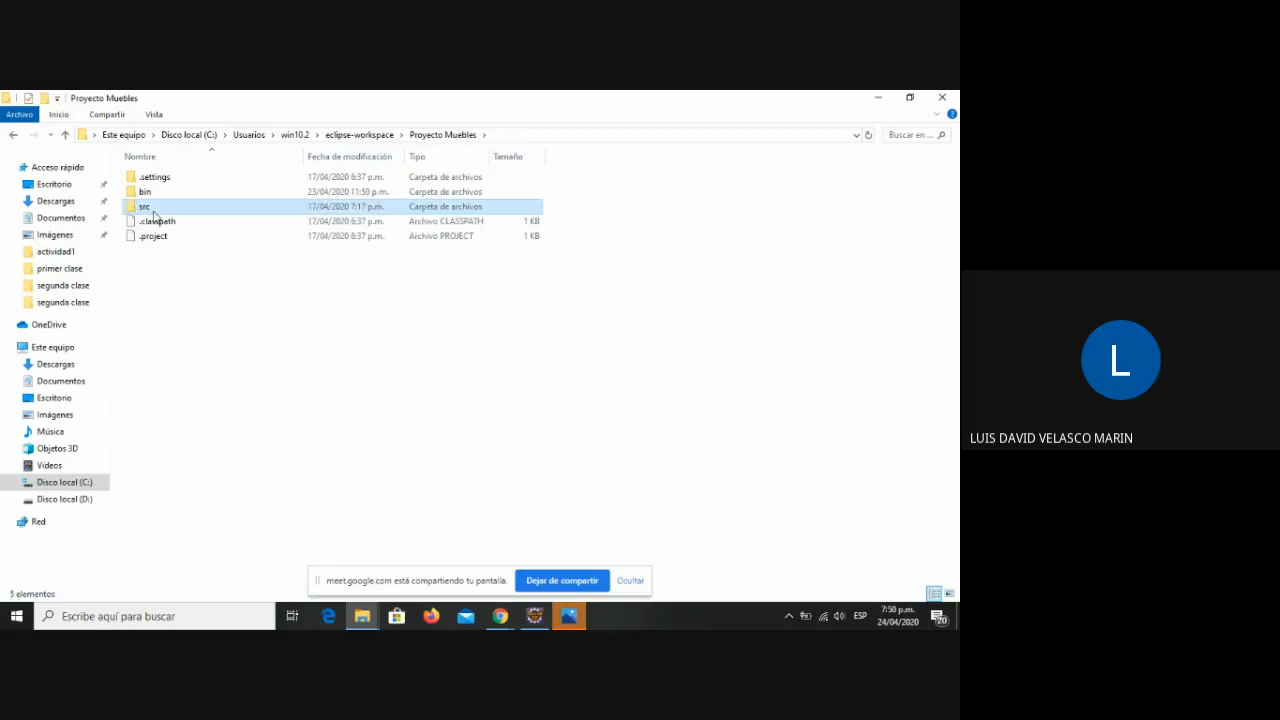 Proyecto Muebles
Archivo Inicio Compartir Vista
Este equipo > Disco local (C:) > Usuarios > win10.2 > eclipse-workspace > Proyecto Muebles >
Buscar en ...
Nombre Fecha de modificación Tipo Tamaño
.settings 17/04/2020 6:37 p.m. Carpeta de archivos
bin 23/04/2020 11:50 p.m. Carpeta de archivos
src 17/04/2020 7:17 p.m. Carpeta de archivos
.classpath 17/04/2020 6:37 p.m. Archivo CLASSPATH 1 KB
.project 17/04/2020 6:37 p.m. Archivo PROJECT 1 KB
Acceso rápido
Escritorio
Descargas
Documentos
Imágenes
actividad1
primer clase
segunda clase
segunda clase
OneDrive
Este equipo
Descargas
Documentos
Escritorio
Imágenes
Música
Objetos 3D
Vídeos
Disco local (C:)
Disco local (D:)
Red
5 elementos
meet.google.com está compartiendo tu pantalla.
Dejar de compartir
Ocultar
Escribe aquí para buscar
ESP
7:50 p.m.
24/04/2020
20
L
LUIS DAVID VELASCO MARIN